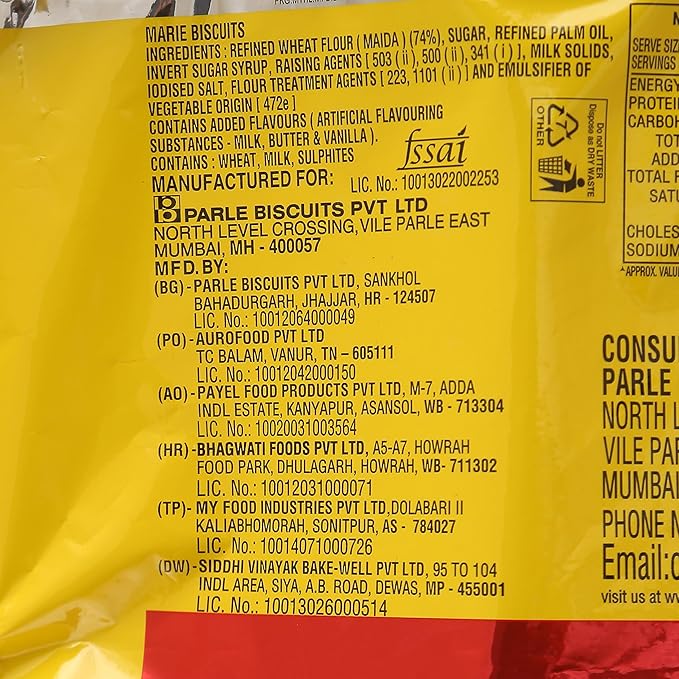 MARIE BISCUITS
INGREDIENTS : REFINED WHEAT FLOUR ( MAIDA ) (74%), SUGAR, REFINED PALM OIL,
INVERT SUGAR SYRUP, RAISING AGENTS [ 503 (ii), 500 (ii), 341 (i) ], MILK SOLIDS,
IODISED SALT, FLOUR TREATMENT AGENTS [ 223, 1101 (ii) ] AND EMULSIFIER OF
VEGETABLE ORIGIN [ 472e ]
CONTAINS ADDED FLAVOURS ( ARTIFICIAL FLAVOURING
SUBSTANCES - MILK, BUTTER & VANILLA ).
CONTAINS : WHEAT, MILK, SULPHITES
fssai
MANUFACTURED FOR: LIC. No.: 10013022002253
PARLE BISCUITS PVT LTD
NORTH LEVEL CROSSING, VILE PARLE EAST
MUMBAI, MH - 400057
MFD. BY:
(BG) - PARLE BISCUITS PVT LTD, SANKHOL
BAHADURGARH, JHAJJAR, HR - 124507
LIC. No.: 10012064000049
(PO) - AUROFOOD PVT LTD
TC BALAM, VANUR, TN – 605111
LIC. No.: 10012042000150
(AO) - PAYEL FOOD PRODUCTS PVT LTD, M-7, ADDA
INDL ESTATE, KANYAPUR, ASANSOL, WB - 713304
LIC. No.: 10020031003564
(HR) - BHAGWATI FOODS PVT LTD, A5-A7, HOWRAH
FOOD PARK, DHULAGARH, HOWRAH, WB- 711302
LIC. No.: 10012031000071
(TP) - MY FOOD INDUSTRIES PVT LTD,DOLABARI II
KALIABHOMORAH, SONITPUR, AS - 784027
LIC. No.: 10014071000726
(DW) - SIDDHI VINAYAK BAKE-WELL PVT LTD, 95 TO 104
INDL AREA, SIYA, A.B. ROAD, DEWAS, MP - 455001
LIC. No.: 10013026000514
OTHER
Do not LITTER
Dispose as DRY WASTE
SERVE SIZ
SERVINGS
ENERGY
PROTEI
CARBOH
TOT
ADD
TOTAL F
SATU
CHOLES
SODIUM
*APPROX. VALU
CONSU
PARLE
NORTH L
VILE PAR
MUMBAI
PHONE N
Email:c
visit us at ww